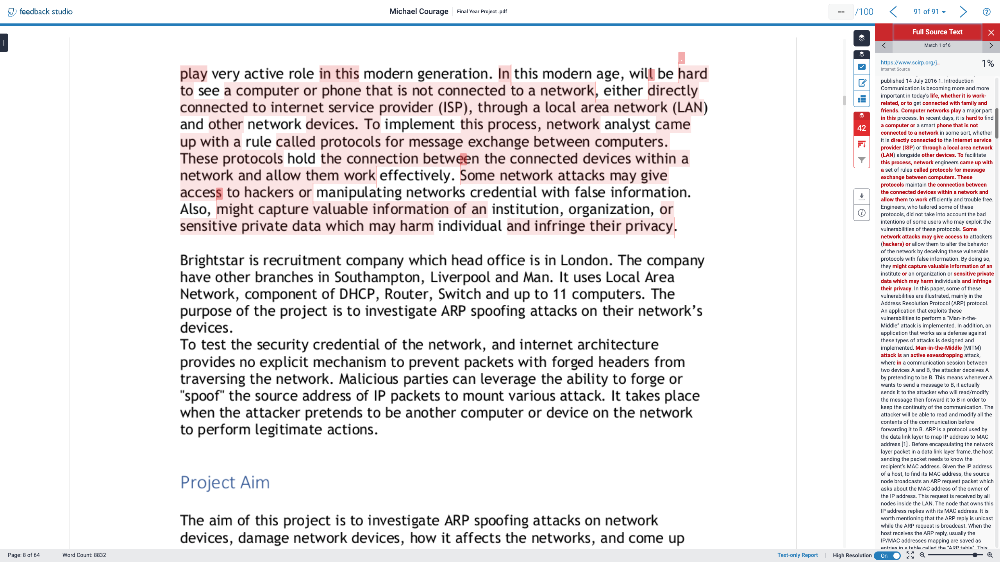 feedback studio
Michael Courage
Final Year Project .pdf
-- /100
91 of 91
play very active role in this modern generation. In this modern age, will be hard
to see a computer or phone that is not connected to a network, either directly
connected to internet service provider (ISP), through a local area network (LAN)
and other network devices. To implement this process, network analyst came
up with a rule called protocols for message exchange between computers.
These protocols hold the connection between the connected devices within a
network and allow them work effectively. Some network attacks may give
access to hackers or manipulating networks credential with false information.
Also, might capture valuable information of an institution, organization, or
sensitive private data which may harm individual and infringe their privacy.
Brightstar is recruitment company which head office is in London. The company
have other branches in Southampton, Liverpool and Man. It uses Local Area
Network, component of DHCP, Router, Switch and up to 11 computers. The
purpose of the project is to investigate ARP spoofing attacks on their network’s
devices.
To test the security credential of the network, and internet architecture
provides no explicit mechanism to prevent packets with forged headers from
traversing the network. Malicious parties can leverage the ability to forge or
"spoof" the source address of IP packets to mount various attack. It takes place
when the attacker pretends to be another computer or device on the network
to perform legitimate actions.
Project Aim
The aim of this project is to investigate ARP spoofing attacks on network
devices, damage network devices, how it affects the networks, and come up
42
Full Source Text
Match 1 of 6
https://www.scirp.org/j...
1%
Internet Source
published 14 July 2016 1. Introduction
Communication is becoming more and more
important in today’s life, whether it is work-
related, or to get connected with family and
friends. Computer networks play a major part
in this process. In recent days, it is hard to find
a computer or a smart phone that is not
connected to a network in some sort, whether
it is directly connected to the Internet service
provider (ISP) or through a local area network
(LAN) alongside other devices. To facilitate
this process, network engineers came up with
a set of rules called protocols for message
exchange between computers. These
protocols maintain the connection between
the connected devices within a network and
allow them to work efficiently and trouble free.
Engineers, who tailored some of these
protocols, did not take into account the bad
intentions of some users who may exploit the
vulnerabilities of these protocols. Some
network attacks may give access to attackers
(hackers) or allow them to alter the behavior
of the network by deceiving these vulnerable
protocols with false information. By doing so,
they might capture valuable information of an
institute or an organization or sensitive private
data which may harm individuals and infringe
their privacy. In this paper, some of these
vulnerabilities are illustrated, mainly in the
Address Resolution Protocol (ARP) protocol.
An application that exploits these
vulnerabilities to perform a “Man-in-the-
Middle” attack is implemented. In addition, an
application that works as a defense against
these types of attacks is designed and
implemented. Man-in-the-Middle (MITM)
attack is an active eavesdropping attack,
where in a communication session between
two devices A and B, the attacker deceives A
by pretending to be B. This means whenever A
wants to send a message to B, it actually
sends it to the attacker who will read/modify
the message then forward it to B in order to
keep the continuity of the communication. The
attacker will be able to read and modify all the
contents of the communication before
forwarding it to B. ARP is a protocol used by
the data link layer to map IP address to MAC
address [1] . Before encapsulating the network
layer packet in a data link layer frame, the host
sending the packet needs to know the
recipient’s MAC address. Given the IP address
of a host, to find its MAC address, the source
node broadcasts an ARP request packet which
asks about the MAC address of the owner of
the IP address. This request is received by all
nodes inside the LAN. The node that owns this
IP address replies with its MAC address. It is
worth mentioning that the ARP reply is unicast
while the ARP request is broadcast. When the
host receives the ARP reply, usually the
IP/MAC addresses mapping are saved as
entries in a table called the “ARP table”. This
Page: 8 of 64
Word Count: 8832
Text-only Report
High Resolution
On